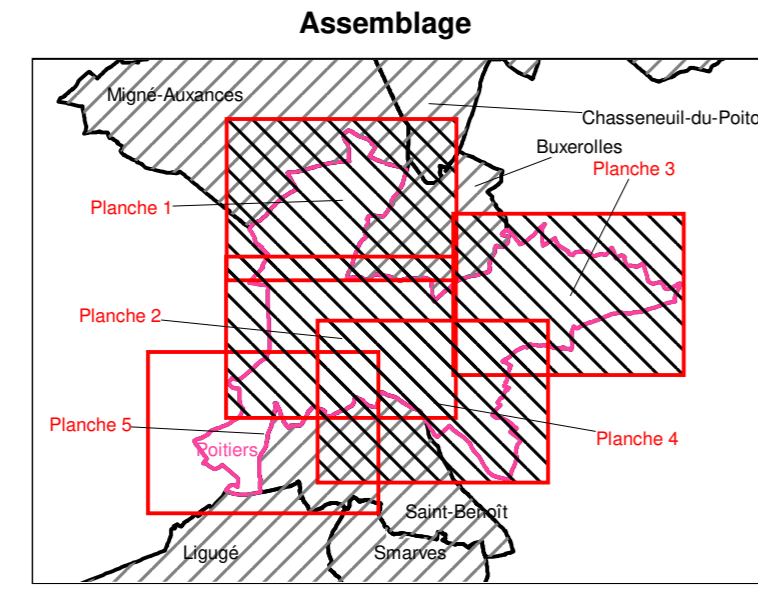 Assemblage
Migné-Auxances
Chasseneuil-du-Poito
Buxerolles
Planche 3
Planche 1
Planche 2
Planche 5
Poitiers
Planche 4
Saint-Benoît
Ligugé
Smarves